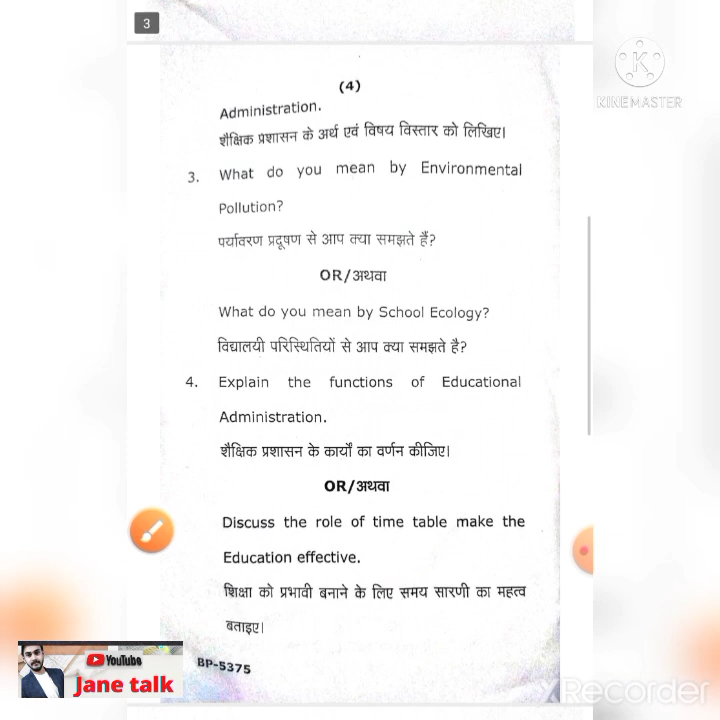 3
KINEMASTER
(4)
Administration.
शैक्षिक प्रशासन के अर्थ एवं विषय विस्तार को लिखिए।
3. What do you mean by Environmental
Pollution?
पर्यावरण प्रदूषण से आप क्या समझते हैं?
OR/अथवा
What do you mean by School Ecology?
विद्यालयी परिस्थितियों से आप क्या समझते है?
4. Explain the functions of Educational
Administration.
शैक्षिक प्रशासन के कार्यों का वर्णन कीजिए।
OR/अथवा
Discuss the role of time table make the
Education effective.
शिक्षा को प्रभावी बनाने के लिए समय सारणी का महत्व
बताइए।
BP-5375
YouTube
Jane talk
XRecorder